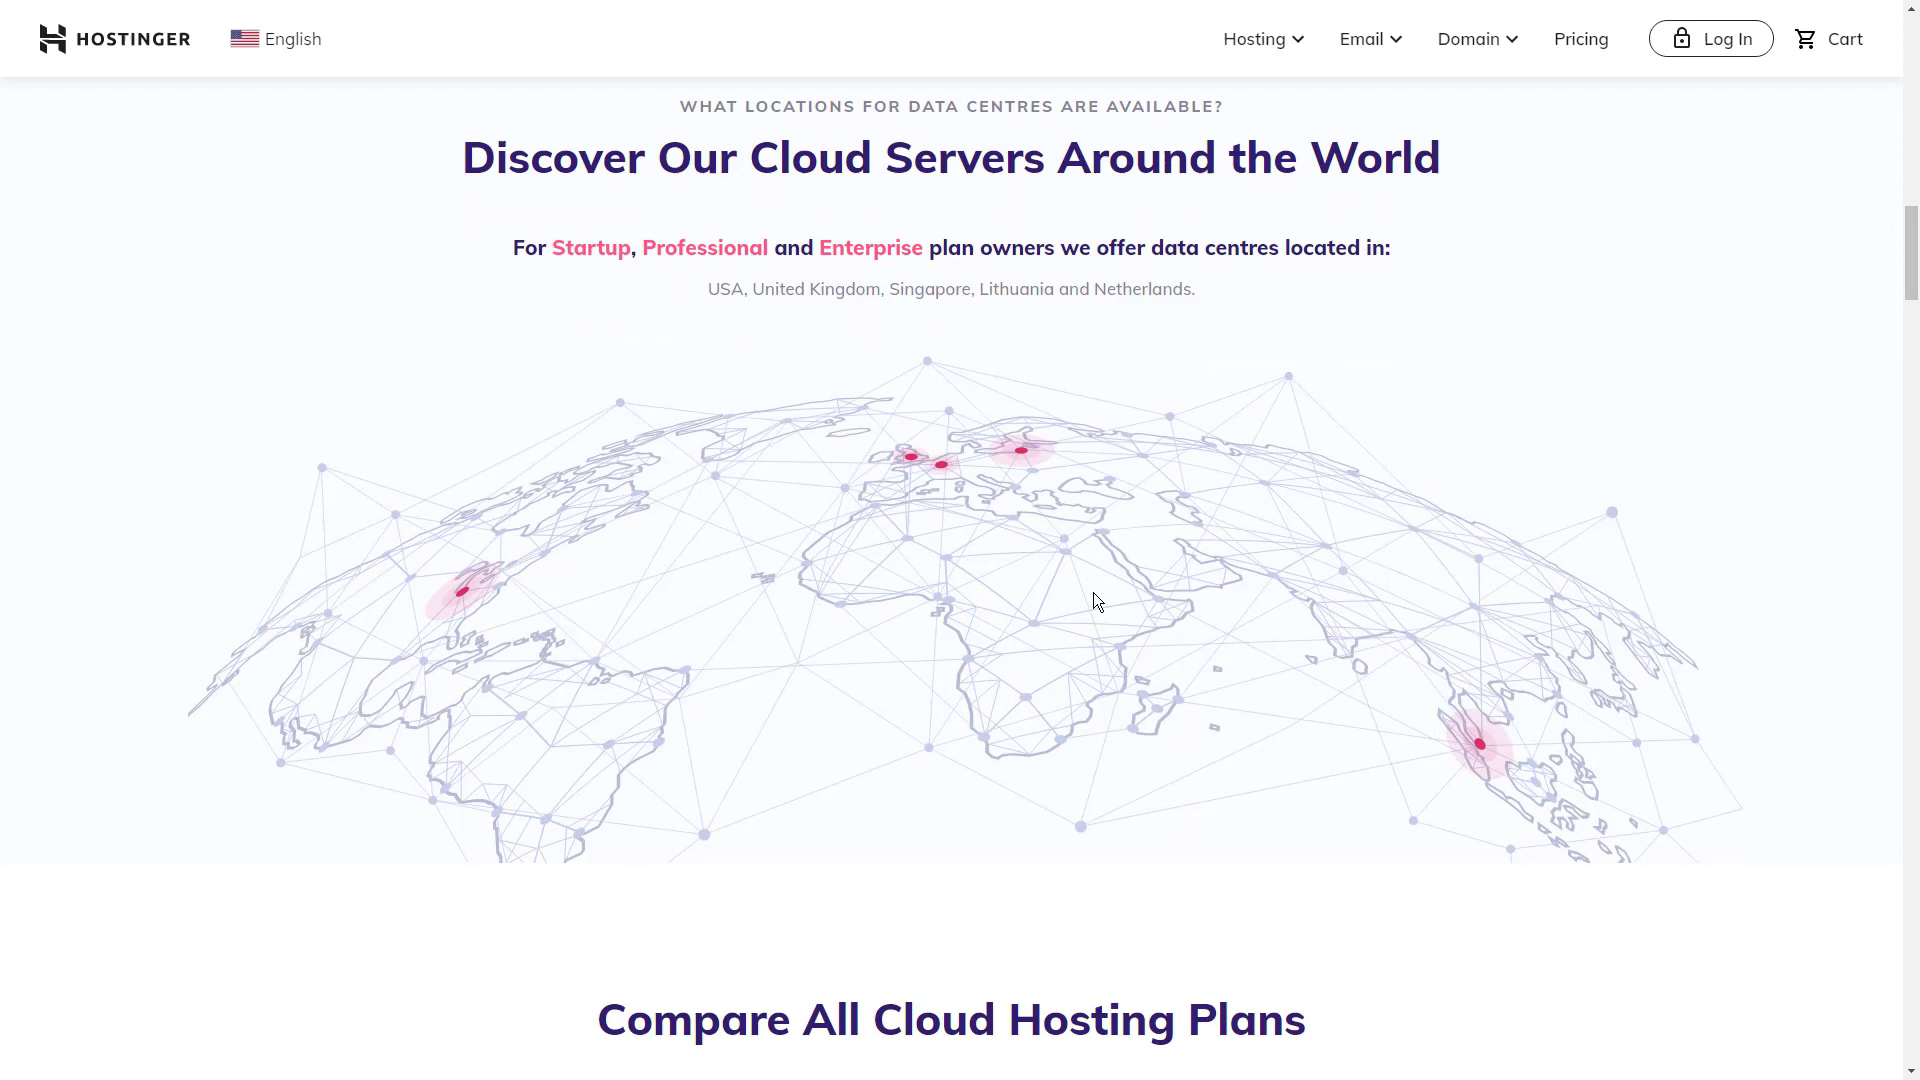 HOSTINGER
English
Hosting
Email
Domain
Pricing
Log In
Cart
WHAT LOCATIONS FOR DATA CENTRES ARE AVAILABLE?
Discover Our Cloud Servers Around the World
For Startup, Professional and Enterprise plan owners we offer data centres located in:
USA, United Kingdom, Singapore, Lithuania and Netherlands.
Compare All Cloud Hosting Plans